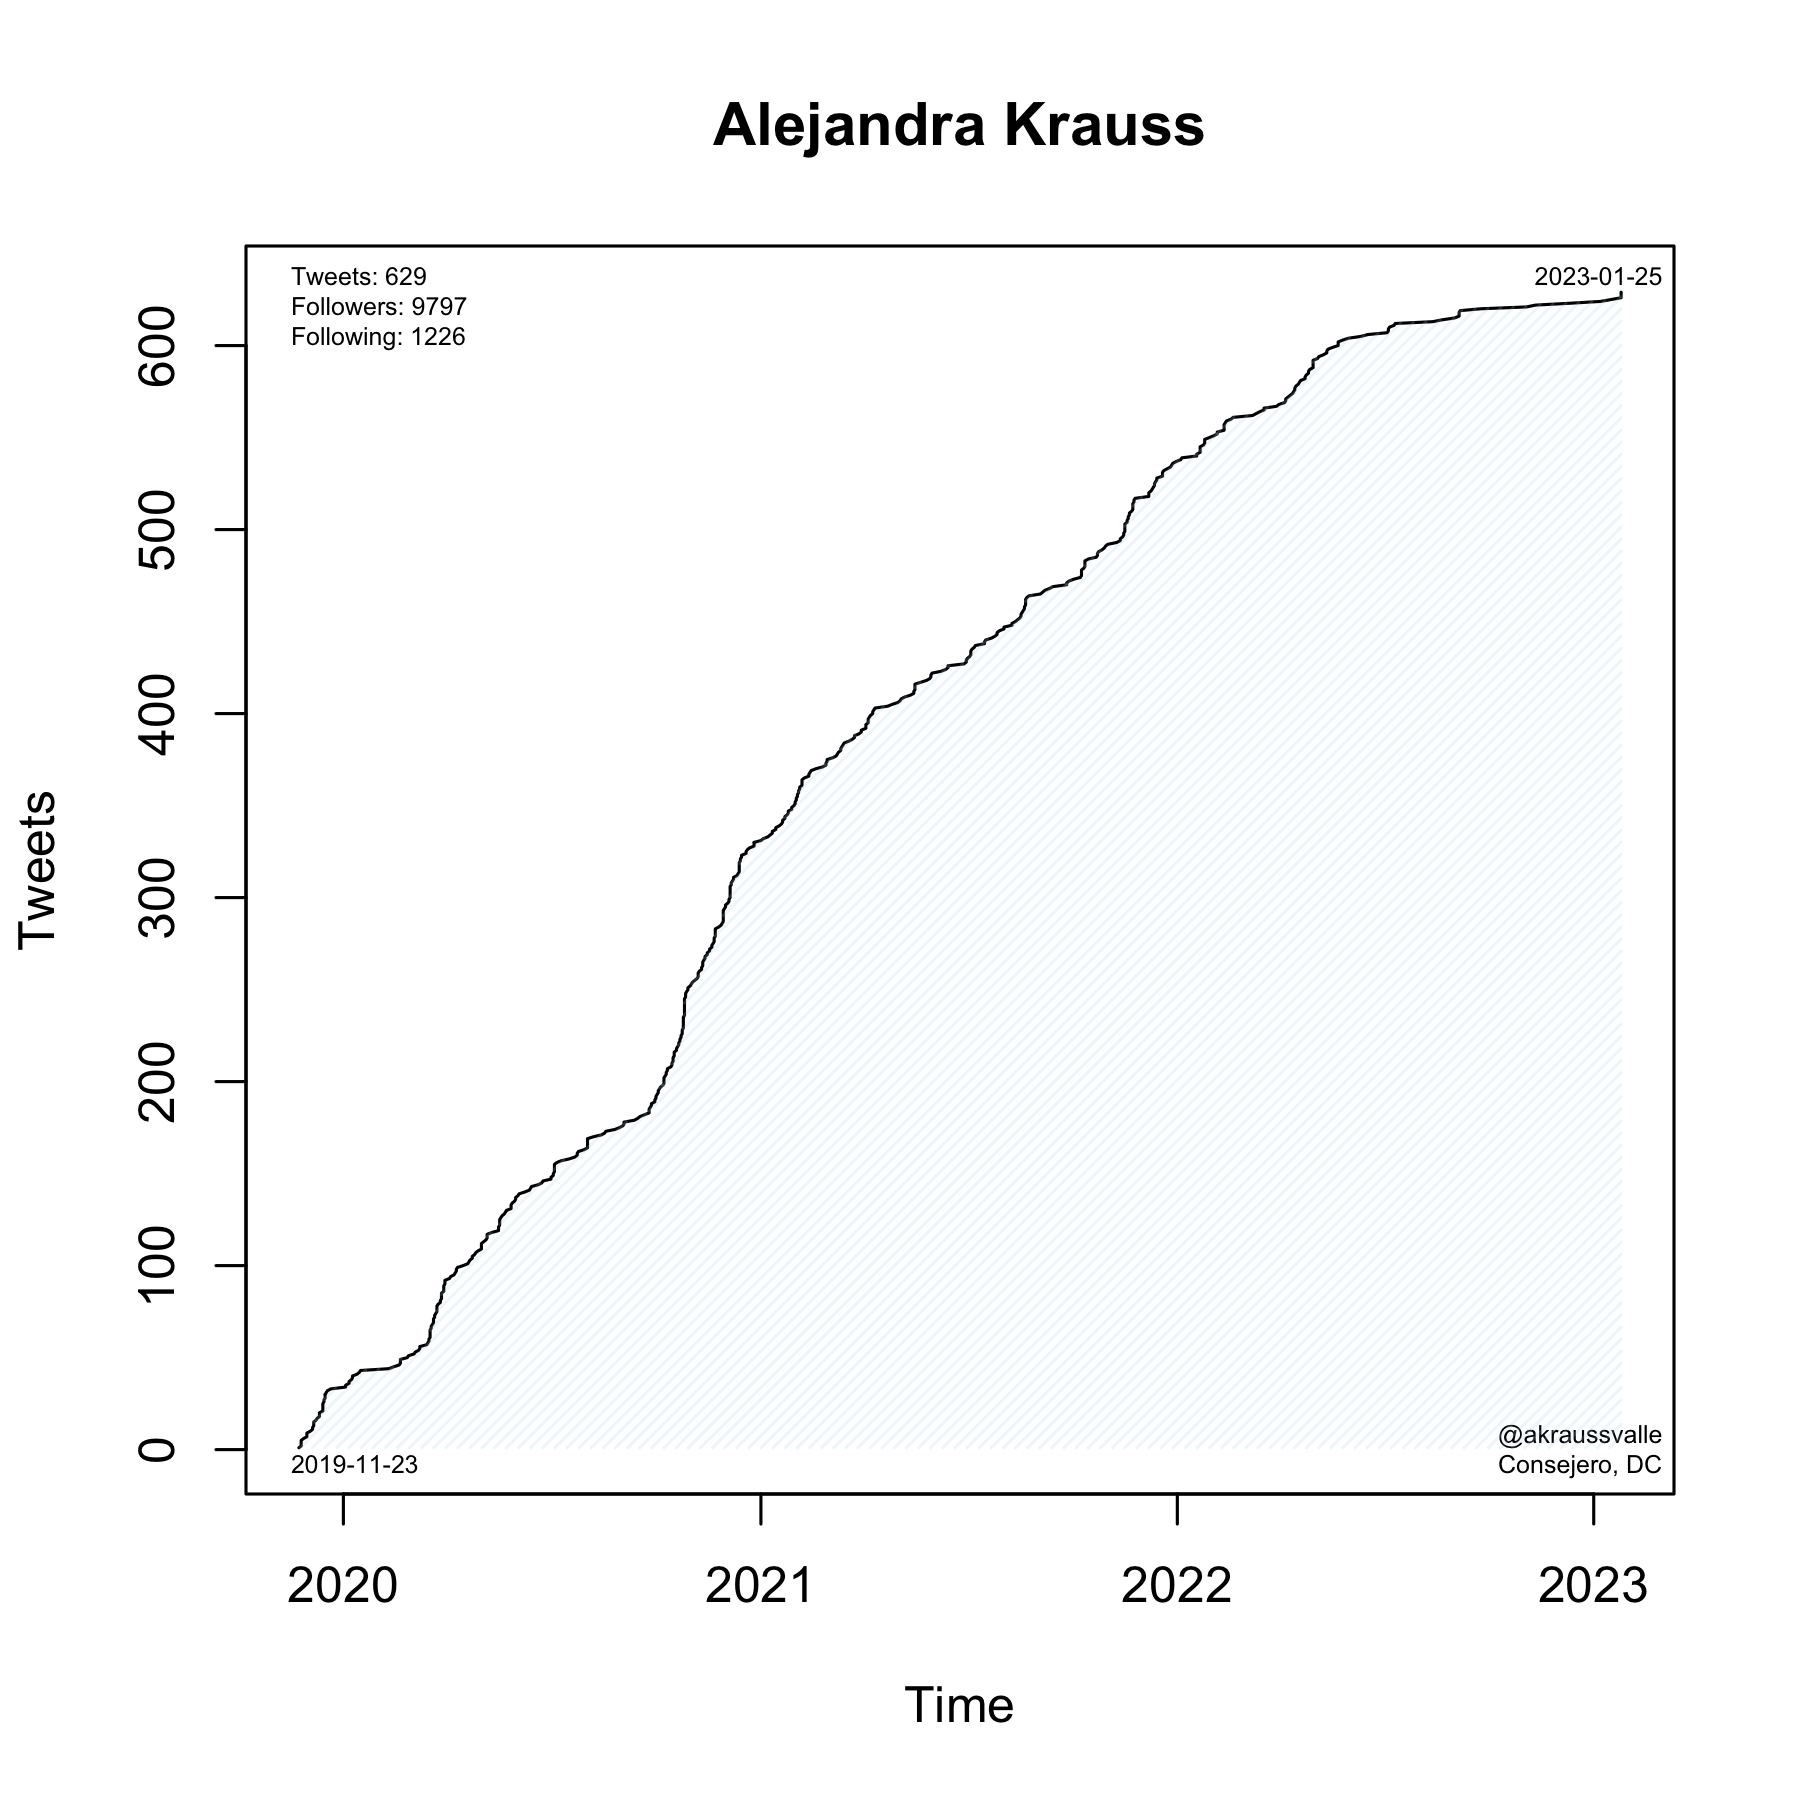 Alejandra Krauss
Tweets: 629
Followers: 9797
Following: 1226
2023-01-25
600
500
400
300
200
100
0
Tweets
@akraussvalle
Consejero, DC
2019-11-23
2020
2021
2022
2023
Time